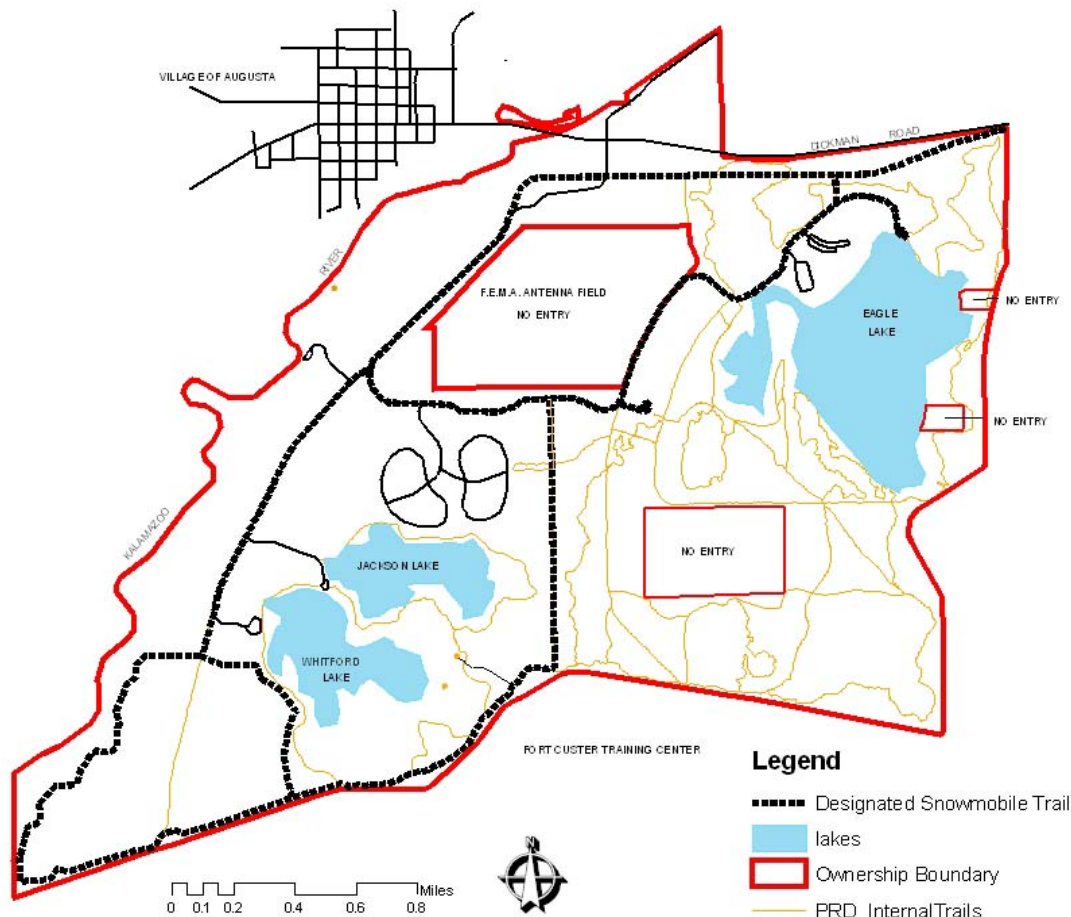 VILLAGE OF AUGUSTA
DICKMAN ROAD
RIVER
F.E.M.A. ANTENNA FIELD
NO ENTRY
EAGLE
LAKE
NO ENTRY
NO ENTRY
KALAMAZOO
NO ENTRY
JACKSON LAKE
WHITFORD
LAKE
FORT CUSTER TRAINING CENTER
Legend
Designated Snowmobile Trail
lakes
Ownership Boundary
PRD_InternalTrails
N
Miles
0 0.1 0.2 0.4 0.6 0.8